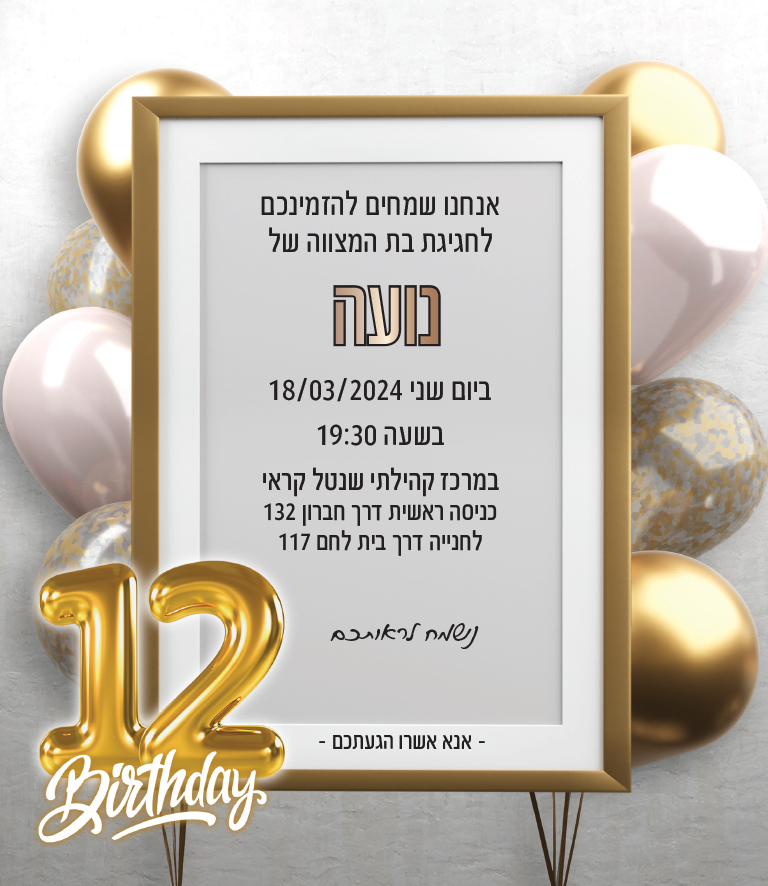 אנחנו שמחים להזמינכם
לחגיגת בת המצווה של
נועה
ביום שני 18/03/2024
בשעה 19:30
במרכז קהילתי שנטל קראי
כניסה ראשית דרך חברון 132
לחנייה דרך בית לחם 117
נשמח לראותכם
- אנא אשרו הגעתכם -
12
Birthday